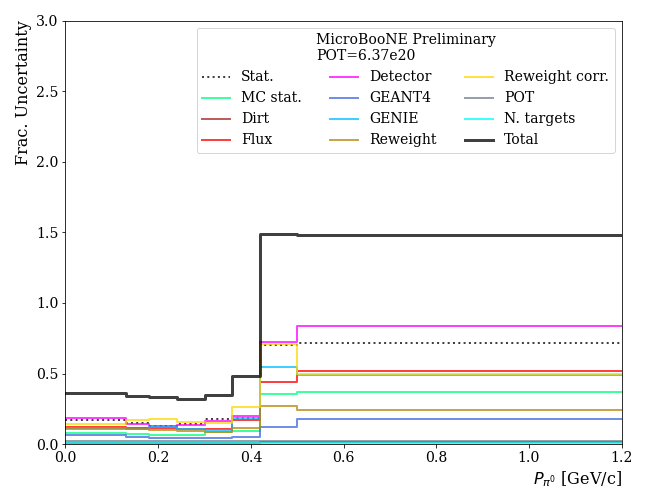 MicroBooNE Preliminary
POT=6.37e20
Stat. Detector Reweight corr.
MC stat. GEANT4 POT
Dirt GENIE N. targets
Flux Reweight Total
Frac. Uncertainty
3.0
2.5
2.0
1.5
1.0
0.5
0.0
0.0 0.2 0.4 0.6 0.8 1.0 1.2
P_{π^0} [GeV/c]